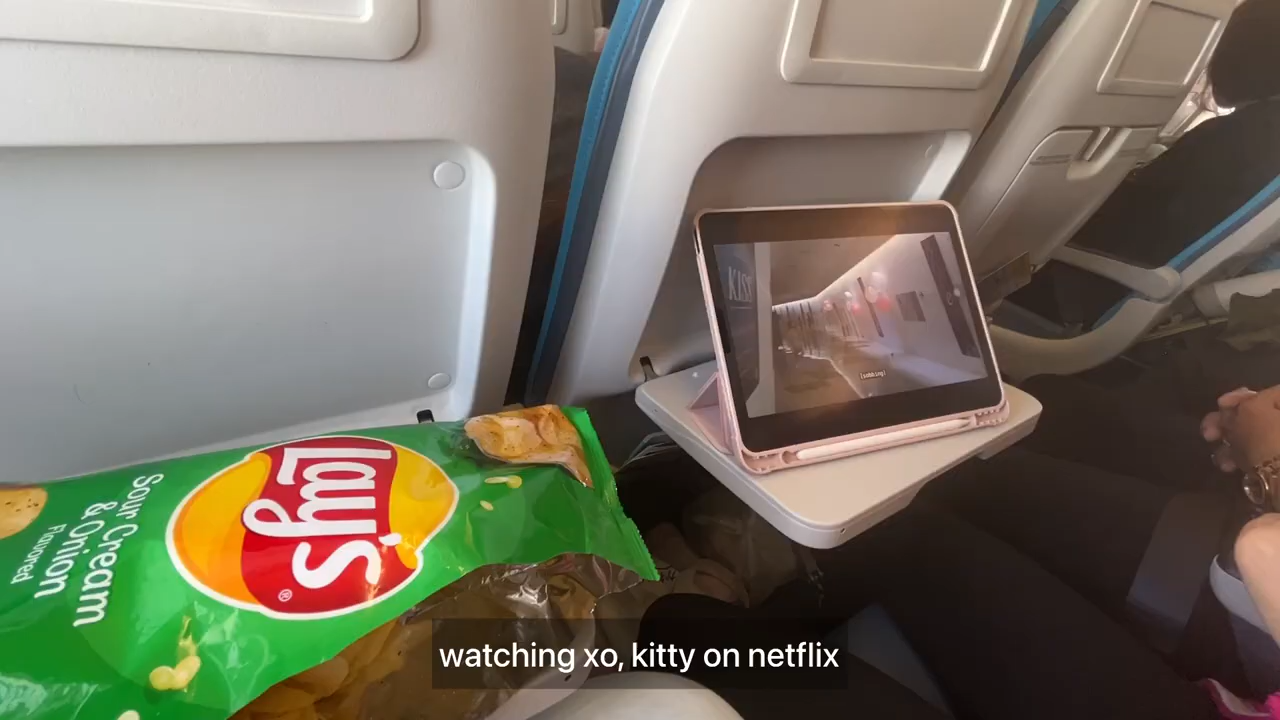 KISS
Lay's
®
Sour Cream
& Onion
Flavored
watching xo, kitty on netflix